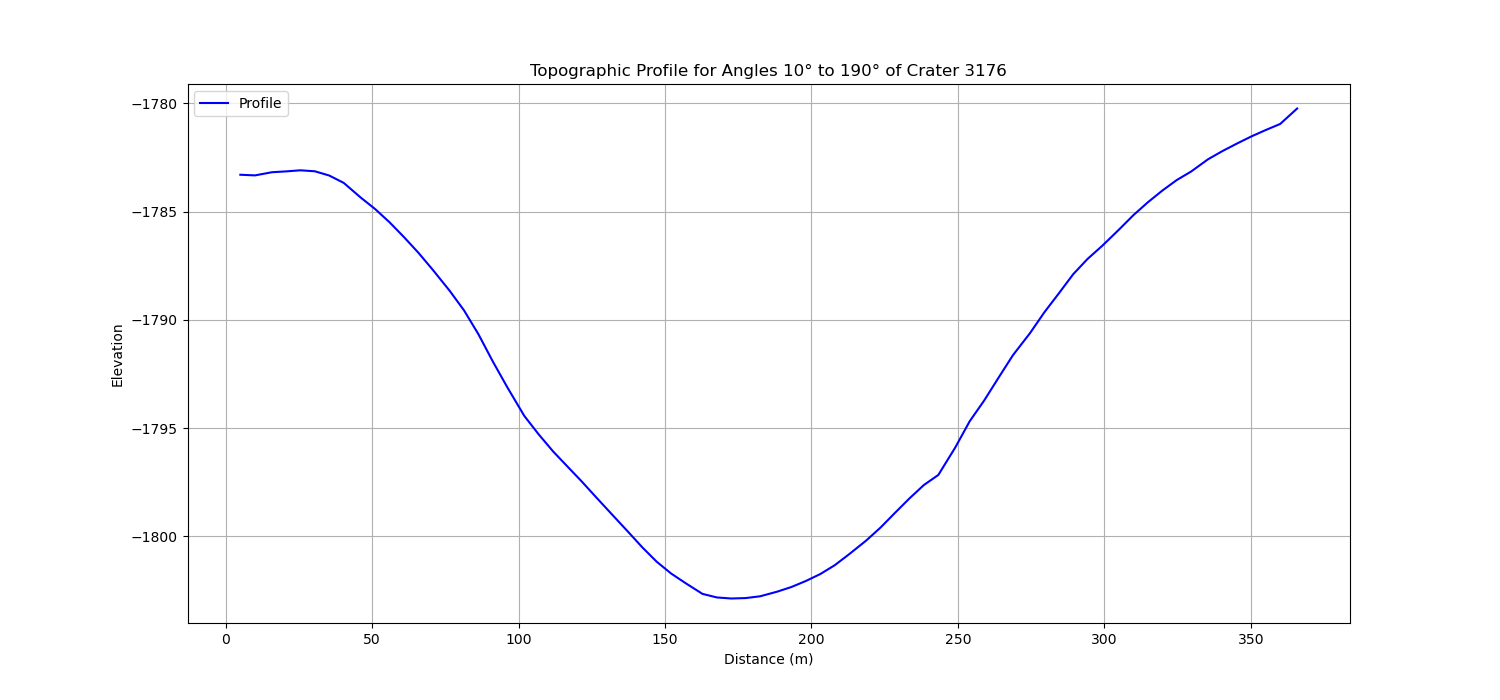 Topographic Profile for Angles 10° to 190° of Crater 3176
Profile
−1780
−1785
−1790
−1795
−1800
Elevation
0 50 100 150 200 250 300 350
Distance (m)